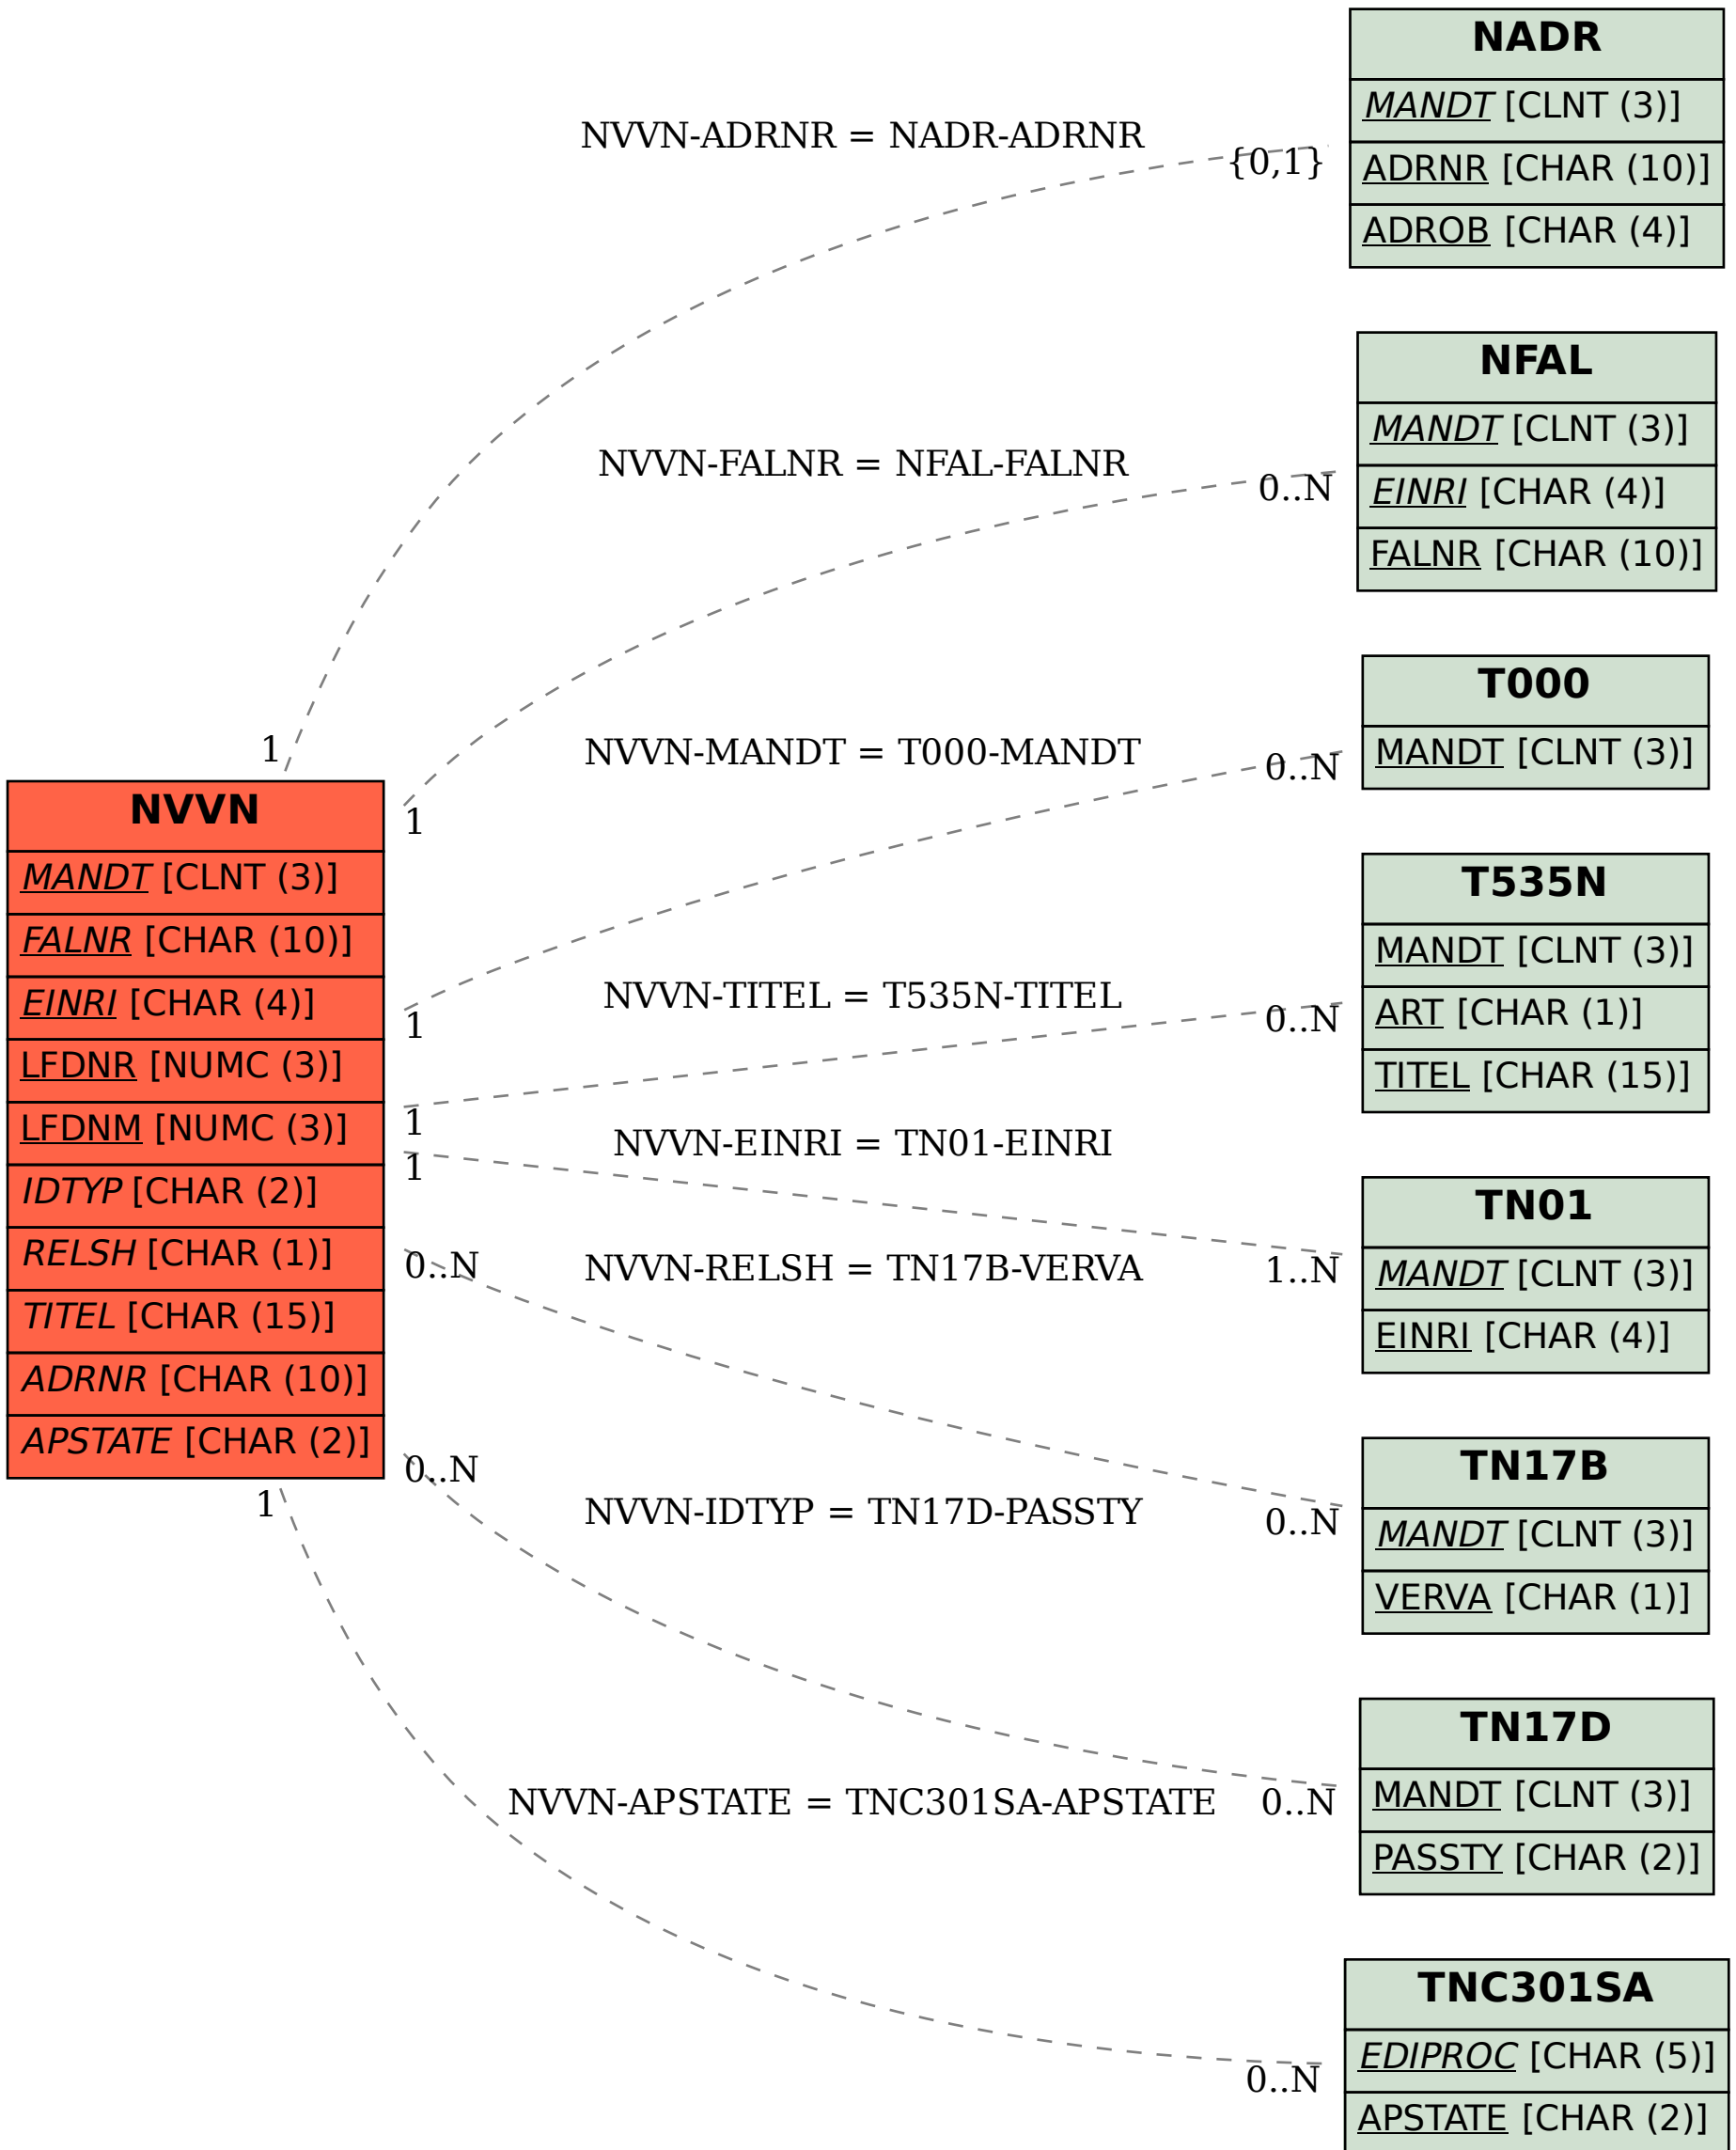 NADR
MANDT [CLNT (3)]
ADRNR [CHAR (10)]
ADROB [CHAR (4)]
NVVN-ADRNR = NADR-ADRNR
{0,1}
1
NFAL
MANDT [CLNT (3)]
EINRI [CHAR (4)]
FALNR [CHAR (10)]
NVVN-FALNR = NFAL-FALNR
0..N
1
T000
MANDT [CLNT (3)]
NVVN-MANDT = T000-MANDT
0..N
1
NVVN
MANDT [CLNT (3)]
FALNR [CHAR (10)]
EINRI [CHAR (4)]
LFDNR [NUMC (3)]
LFDNM [NUMC (3)]
IDTYP [CHAR (2)]
RELSH [CHAR (1)]
TITEL [CHAR (15)]
ADRNR [CHAR (10)]
APSTATE [CHAR (2)]
T535N
MANDT [CLNT (3)]
ART [CHAR (1)]
TITEL [CHAR (15)]
NVVN-TITEL = T535N-TITEL
0..N
1
NVVN-EINRI = TN01-EINRI
1
1..N
TN01
MANDT [CLNT (3)]
EINRI [CHAR (4)]
NVVN-RELSH = TN17B-VERVA
0..N
0..N
TN17B
MANDT [CLNT (3)]
VERVA [CHAR (1)]
NVVN-IDTYP = TN17D-PASSTY
0..N
0..N
TN17D
MANDT [CLNT (3)]
PASSTY [CHAR (2)]
NVVN-APSTATE = TNC301SA-APSTATE
1
0..N
TNC301SA
EDIPROC [CHAR (5)]
APSTATE [CHAR (2)]